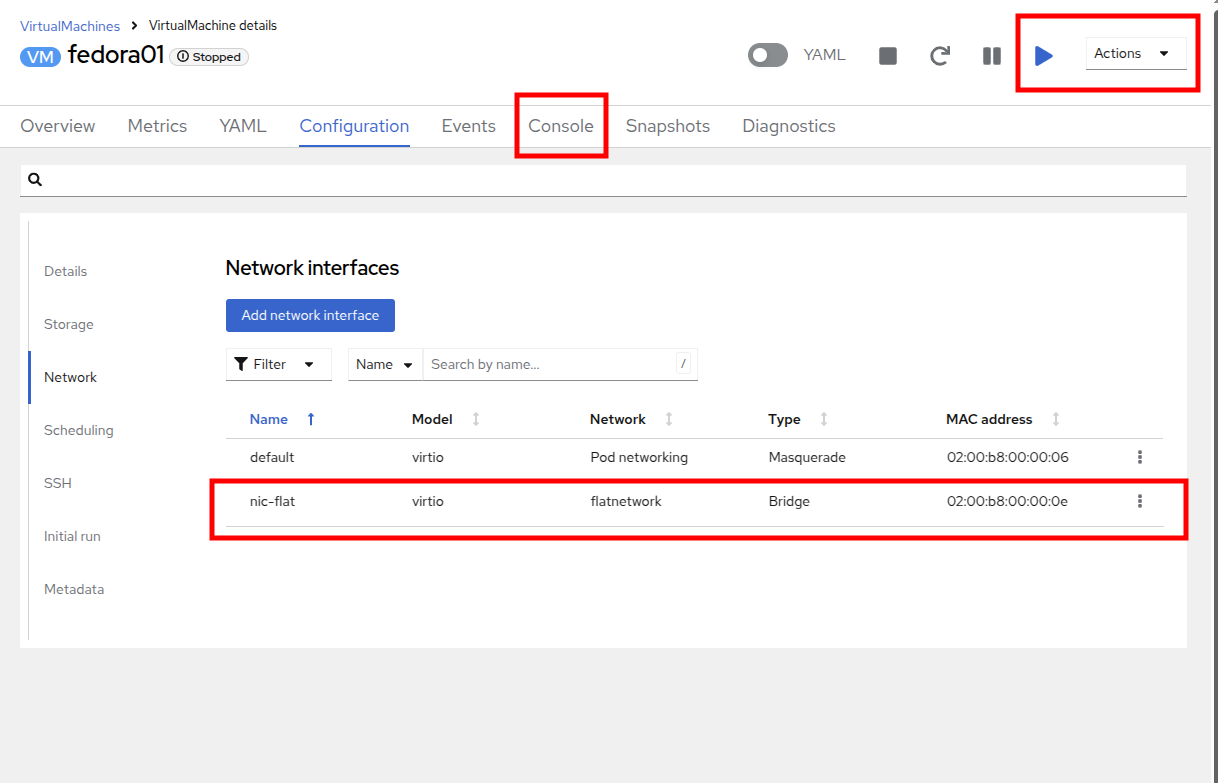 VirtualMachines > VirtualMachine details
VM fedora01 Stopped
YAML
Actions
Overview Metrics YAML Configuration Events Console Snapshots Diagnostics
Details
Storage
Network
Scheduling
SSH
Initial run
Metadata
Network interfaces
Add network interface
Filter Name Search by name... /
Name Model Network Type MAC address
default virtio Pod networking Masquerade 02:00:b8:00:00:06
nic-flat virtio flatnetwork Bridge 02:00:b8:00:00:0e